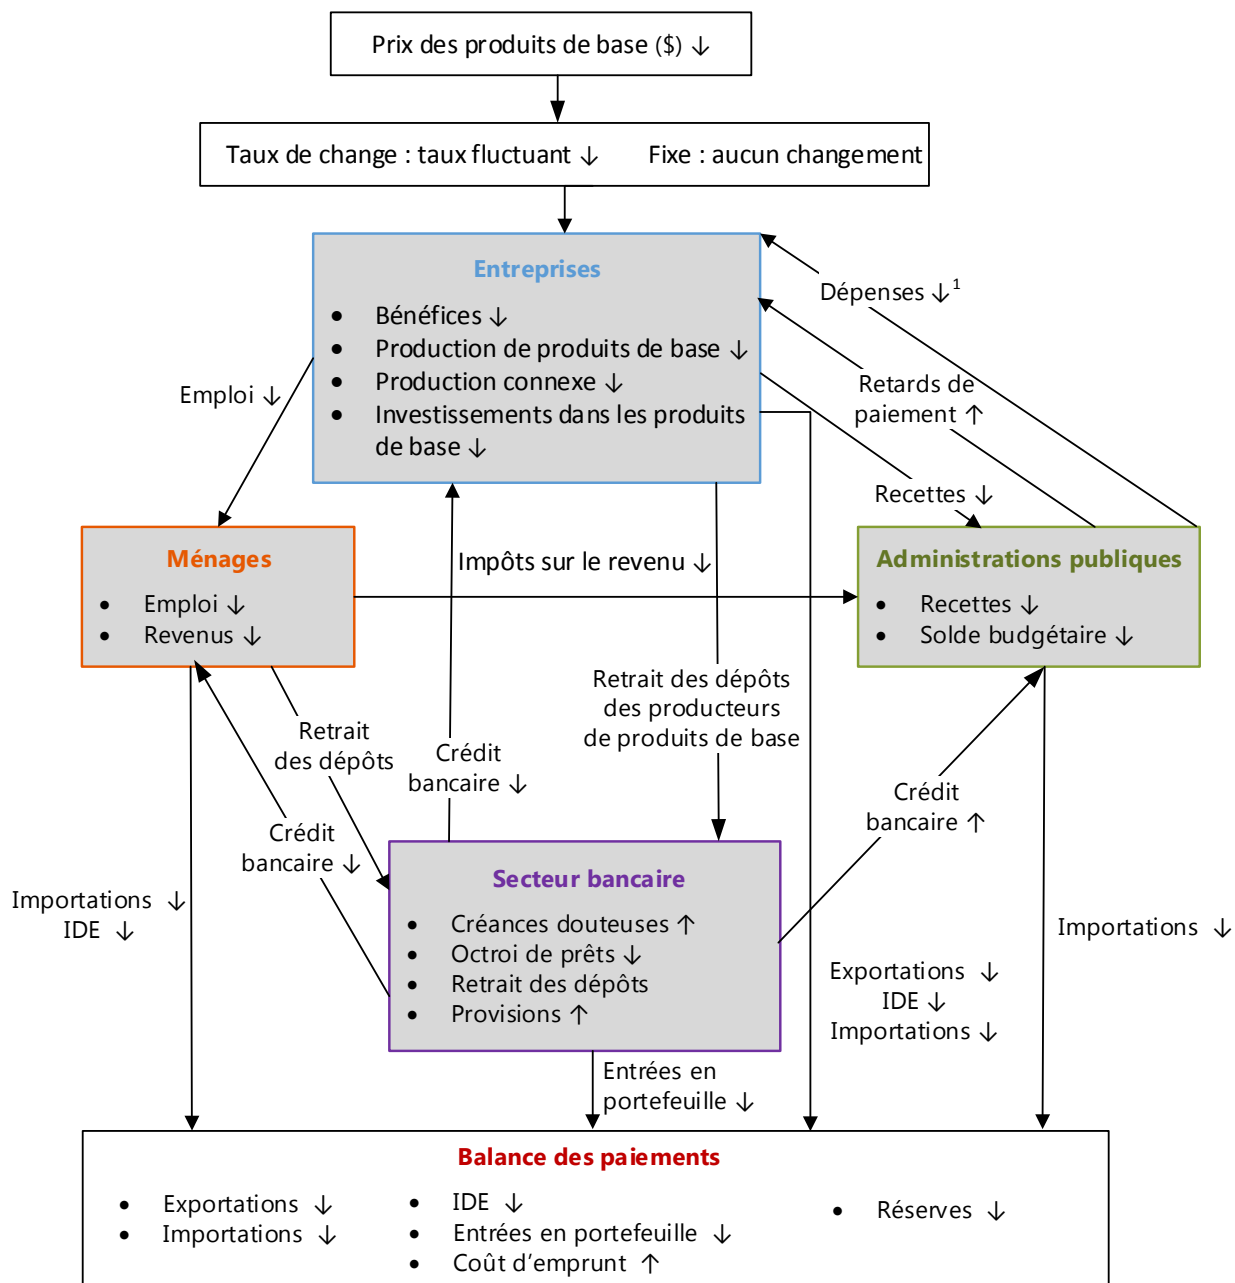 Prix des produits de base ($) ↓
Taux de change : taux fluctuant ↓ Fixe : aucun changement
Entreprises
• Bénéfices ↓
• Production de produits de base ↓
• Production connexe ↓
• Investissements dans les produits
de base ↓
Dépenses ↓¹
Retards de
paiement ↑
Emploi ↓
Recettes ↓
Ménages
• Emploi ↓
• Revenus ↓
Impôts sur le revenu ↓
Administrations publiques
• Recettes ↓
• Solde budgétaire ↓
Retrait
des dépôts
Crédit
bancaire ↓
Retrait des dépôts
des producteurs
de produits de base
Crédit
bancaire ↓
Crédit
bancaire ↑
Secteur bancaire
• Créances douteuses ↑
• Octroi de prêts ↓
• Retrait des dépôts
• Provisions ↑
Importations ↓
IDE ↓
Exportations ↓
IDE ↓
Importations ↓
Importations ↓
Entrées en
portefeuille ↓
Balance des paiements
• Exportations ↓
• Importations ↓
• IDE ↓
• Entrées en portefeuille ↓
• Coût d’emprunt ↑
• Réserves ↓